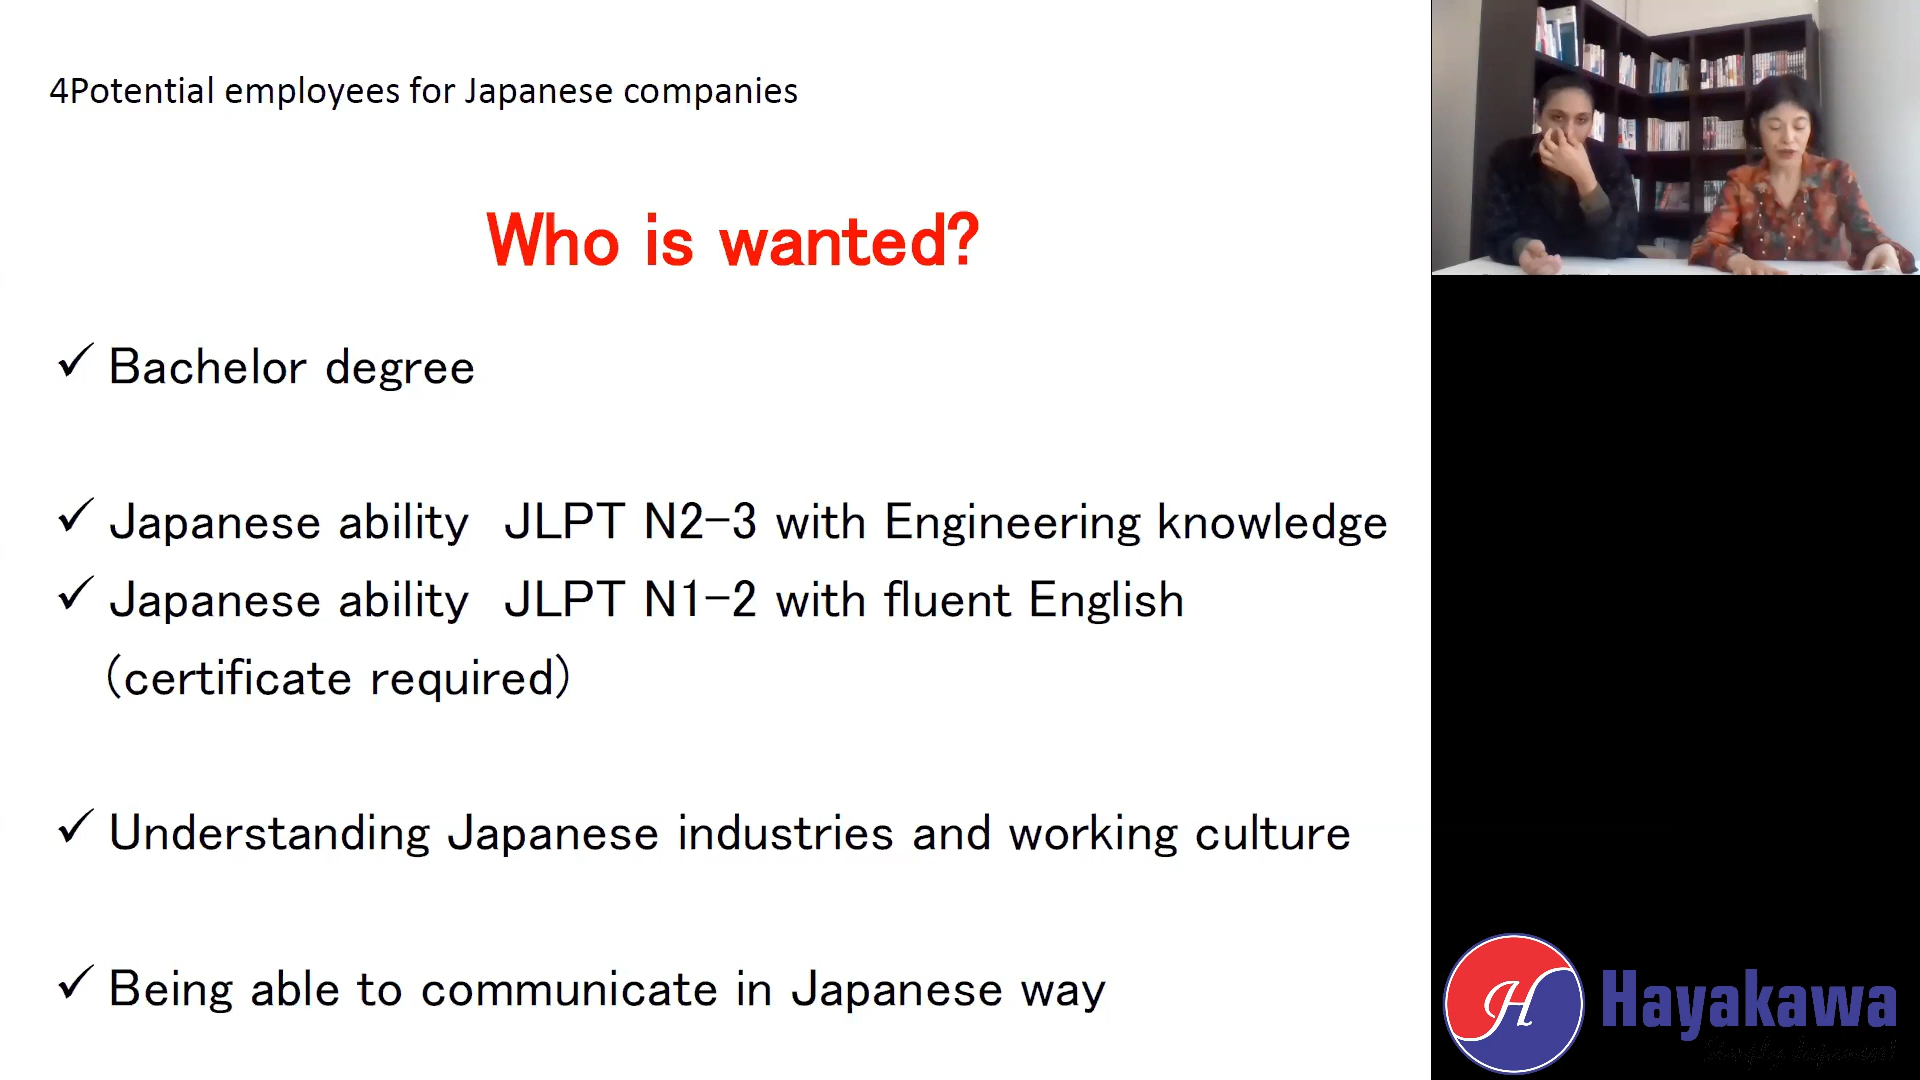 4Potential employees for Japanese companies
Who is wanted?
✓ Bachelor degree
✓ Japanese ability JLPT N2-3 with Engineering knowledge
✓ Japanese ability JLPT N1-2 with fluent English
(certificate required)
✓ Understanding Japanese industries and working culture
✓ Being able to communicate in Japanese way
H
Hayakawa